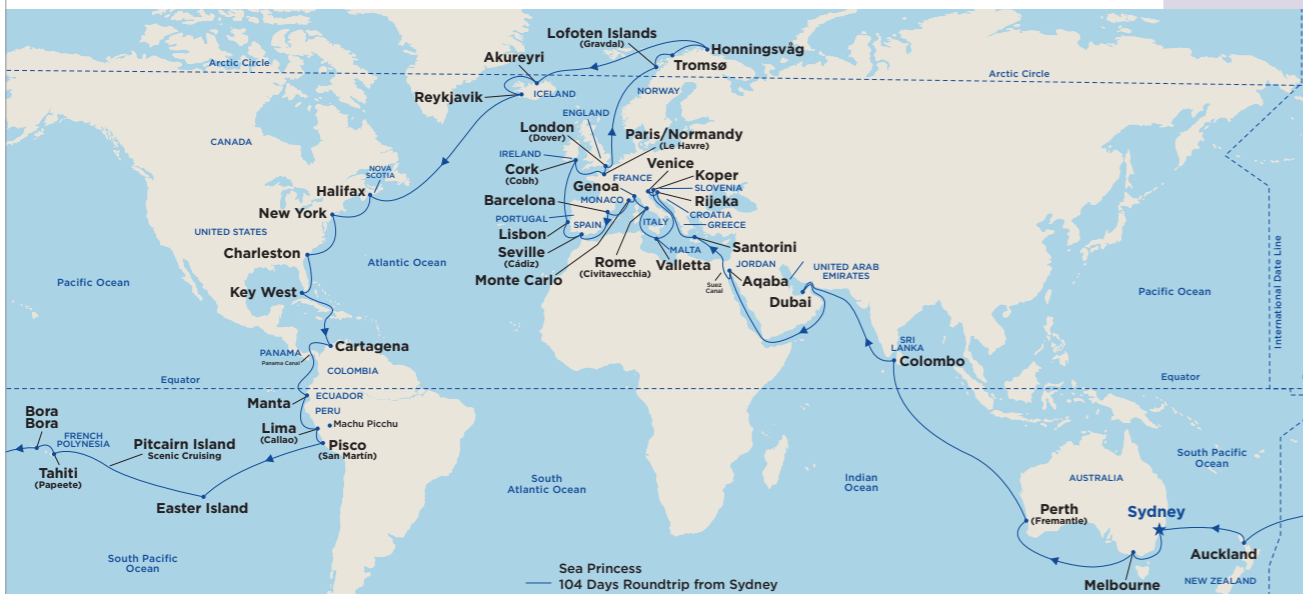 Lofoten Islands
(Gravdal)
Honningsvåg
Tromsø
Arctic Circle
Arctic Circle
Akureyri
Reykjavik
ICELAND
NORWAY
ENGLAND
CANADA
London
(Dover)
Paris/Normandy
(Le Havre)
IRELAND
Cork
(Cobh)
Venice
Koper
FRANCE
SLOVENIA
Genoa
Rijeka
NOVA
SCOTIA
Halifax
MONACO
CROATIA
Barcelona
New York
PORTUGAL
SPAIN
ITALY
GREECE
UNITED STATES
Lisbon
Seville
(Cádiz)
MALTA
Santorini
Charleston
Atlantic Ocean
Monte Carlo
Rome
(Civitavecchia)
Valletta
Suez
Canal
JORDAN
Aqaba
UNITED ARAB
EMIRATES
Dubai
Pacific Ocean
Key West
Pacific Ocean
International Date Line
Cartagena
PANAMA
Panama Canal
COLOMBIA
SRI
LANKA
Colombo
Equator
Equator
Manta
ECUADOR
PERU
Machu Picchu
Lima
(Callao)
Pisco
(San Martín)
Bora
Bora
FRENCH
POLYNESIA
Pitcairn Island
Scenic Cruising
Tahiti
(Papeete)
Easter Island
South
Atlantic Ocean
Indian
Ocean
AUSTRALIA
South Pacific
Ocean
Perth
(Fremantle)
Sydney
Auckland
South Pacific
Ocean
Sea Princess
104 Days Roundtrip from Sydney
Melbourne
NEW ZEALAND